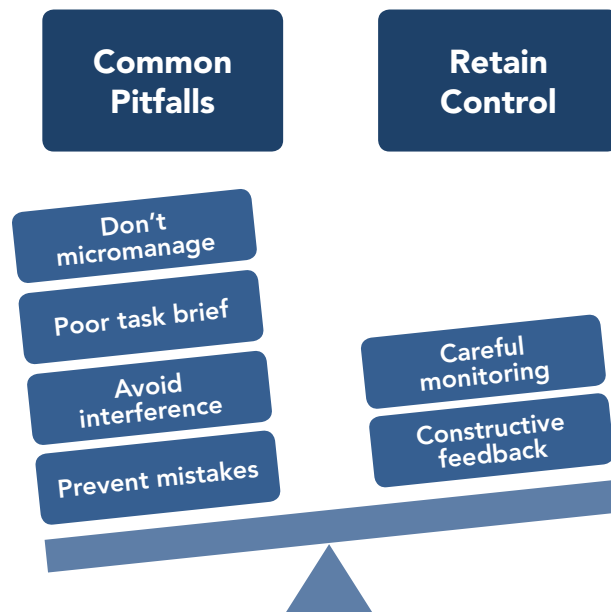 Common
Pitfalls
Retain
Control
Don't
micromanage
Poor task brief
Avoid
interference
Prevent mistakes
Careful
monitoring
Constructive
feedback